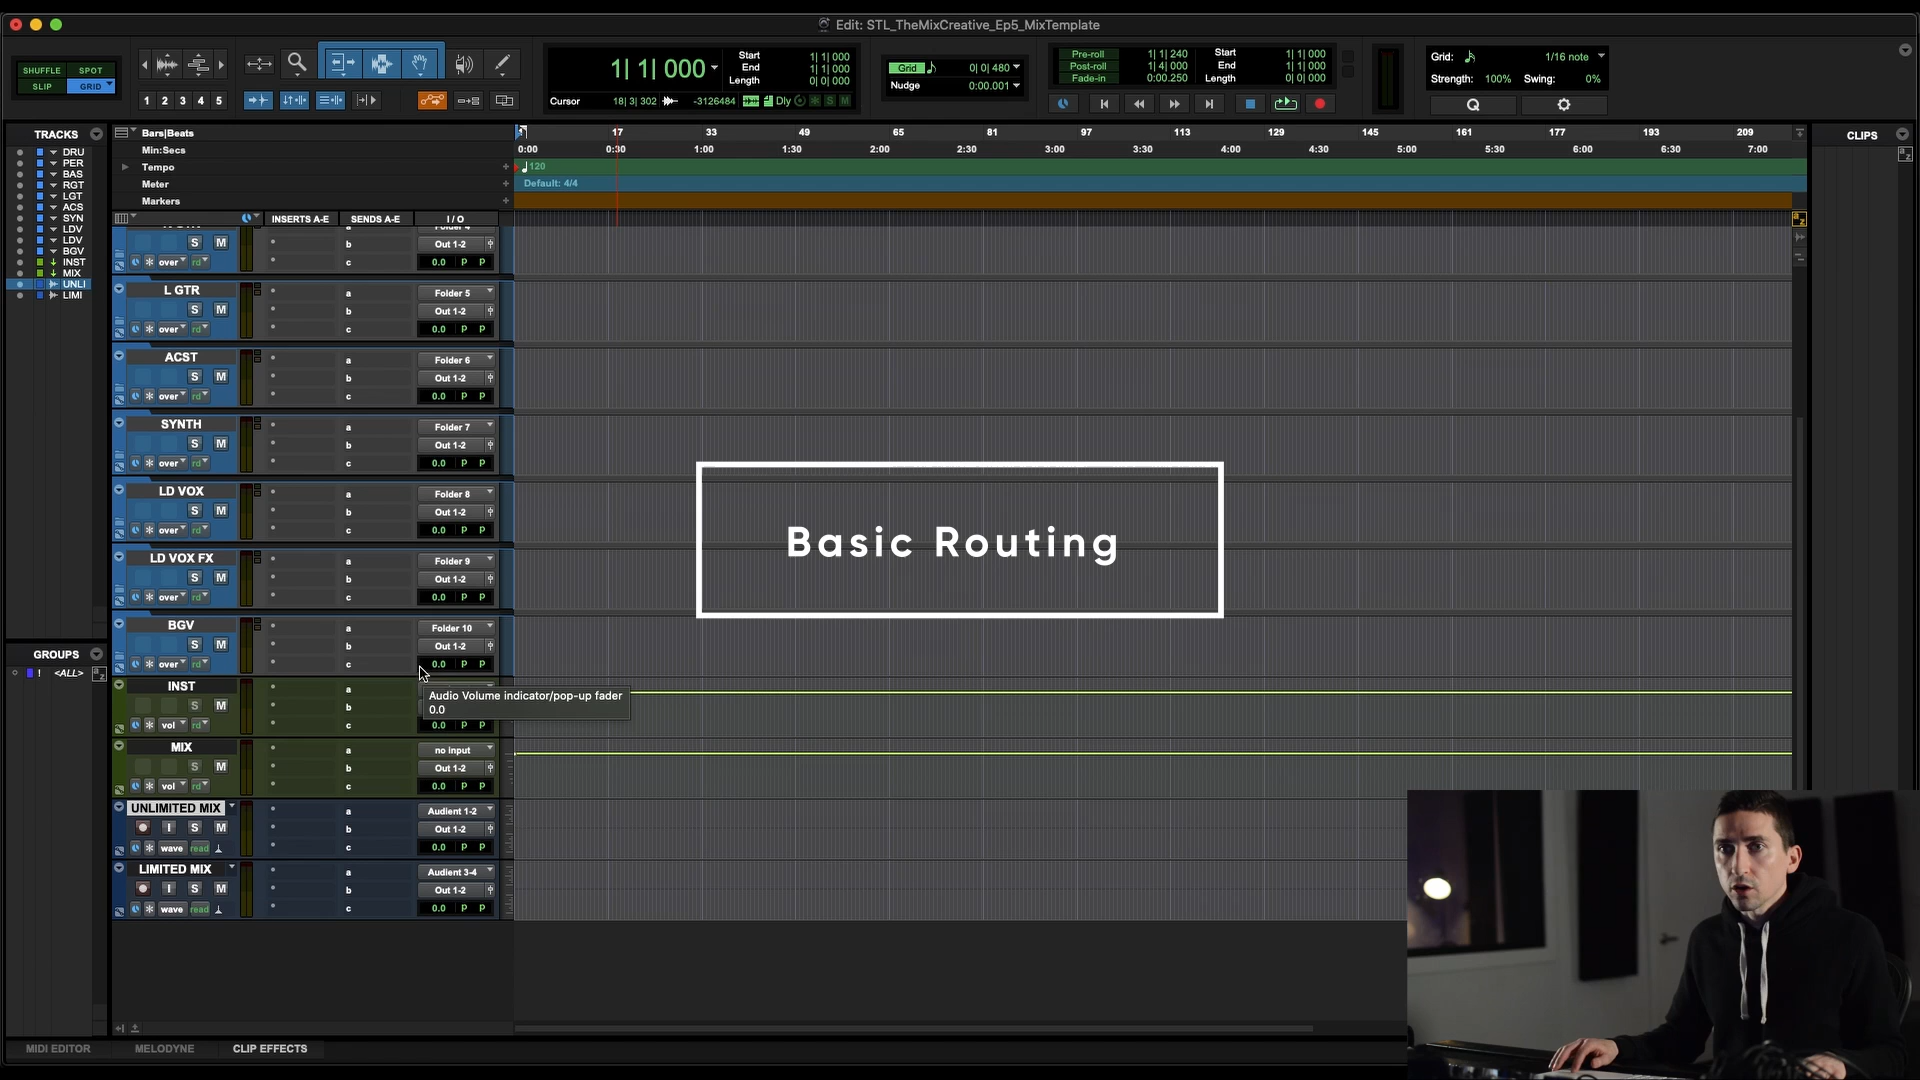 Edit: STL_TheMixCreative_Ep5_MixTemplate
SHUFFLE SPOT
SLIP GRID
1 2 3 4 5
1| 1| 000
Start 1| 1| 000
End 1| 1| 000
Length 0| 0| 000
Cursor 18| 3| 302 -3126484 Dly S M
Grid 0| 0| 480
Nudge 0:00.001
Pre-roll 1| 1| 240
Post-roll 1| 4| 000
Fade-in 0:00.250
Start 1| 1| 000
End 1| 1| 000
Length 0| 0| 000
Grid: 1/16 note
Strength: 100% Swing: 0%
Q
TRACKS
DRU
PER
BAS
RGT
LGT
ACS
SYN
LDV
LDV
BGV
INST
MIX
UNLI
LIMI
GROUPS
! <ALL>
a z
Bars|Beats 17 33 49 65 81 97 113 129 145 161 177 193 209
Min:Secs 0:00 0:30 1:00 1:30 2:00 2:30 3:00 3:30 4:00 4:30 5:00 5:30 6:00 6:30 7:00
Tempo 120
Meter Default: 4/4
Markers
INSERTS A-E SENDS A-E I / O
S M b Out 1-2
over rd c 0.0 P P
L GTR a Folder 5
S M b Out 1-2
over rd c 0.0 P P
ACST a Folder 6
S M b Out 1-2
over rd c 0.0 P P
SYNTH a Folder 7
S M b Out 1-2
over rd c 0.0 P P
LD VOX a Folder 8
S M b Out 1-2
over rd c 0.0 P P
LD VOX FX a Folder 9
S M b Out 1-2
over rd c 0.0 P P
BGV a Folder 10
S M b Out 1-2
over rd c 0.0 P P
INST a
S M b
vol rd c 0.0 P P
Audio Volume indicator/pop-up fader
0.0
MIX a no input
S M b Out 1-2
vol rd c 0.0 P P
UNLIMITED MIX a Audient 1-2
I S M b Out 1-2
wave read c 0.0 P P
LIMITED MIX a Audient 3-4
I S M b Out 1-2
wave read c 0.0 P P
Basic Routing
CLIPS
a z
MIDI EDITOR MELODYNE CLIP EFFECTS